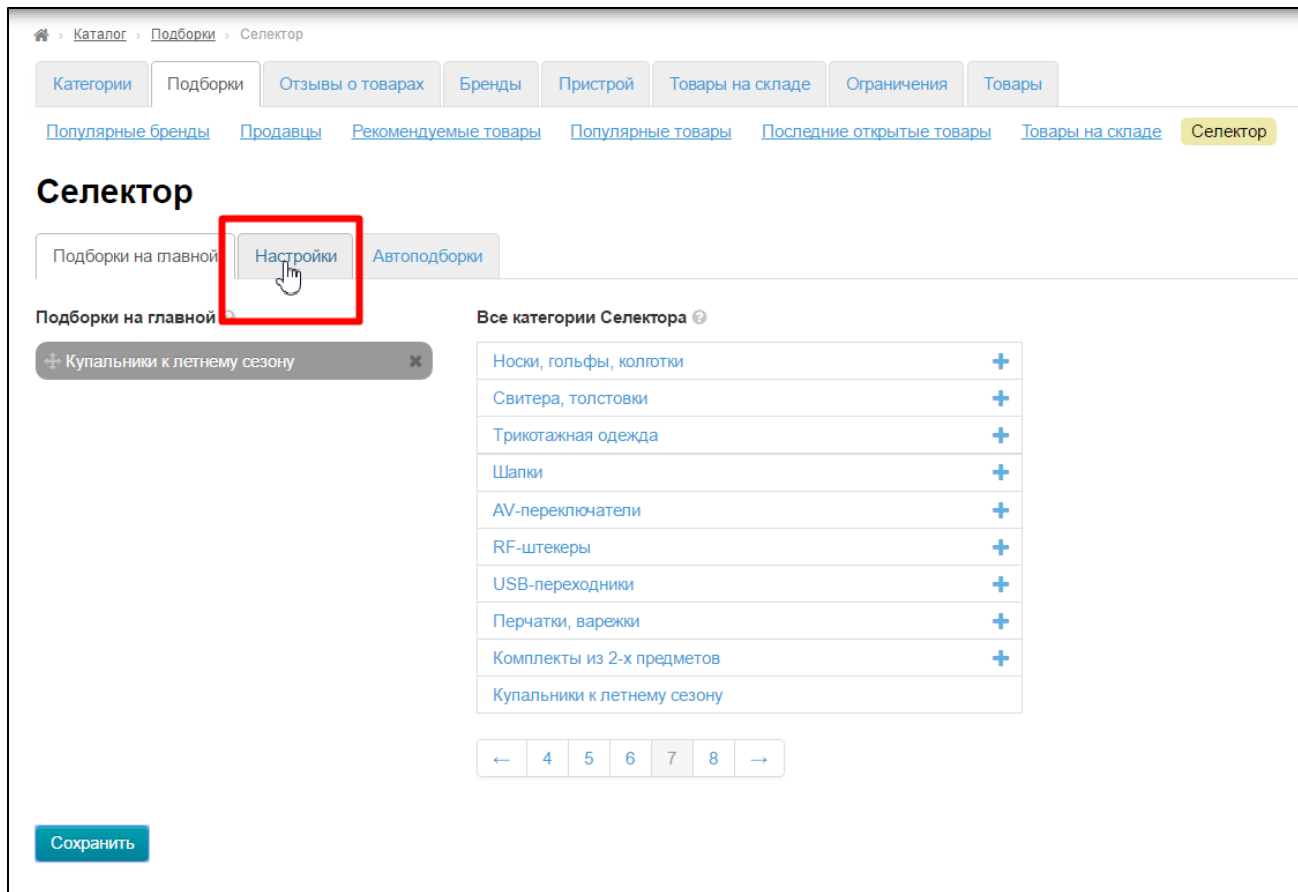 › Каталог › Подборки › Селектор
Категории Подборки Отзывы о товарах Бренды Пристрой Товары на складе Ограничения Товары
Популярные бренды Продавцы Рекомендуемые товары Популярные товары Последние открытые товары Товары на складе Селектор
Селектор
Подборки на главной Настройки Автоподборки
Подборки на главной
Купальники к летнему сезону
Все категории Селектора
Носки, гольфы, колготки
Свитера, толстовки
Трикотажная одежда
Шапки
AV-переключатели
RF-штекеры
USB-переходники
Перчатки, варежки
Комплекты из 2-х предметов
Купальники к летнему сезону
← 4 5 6 7 8 →
Сохранить